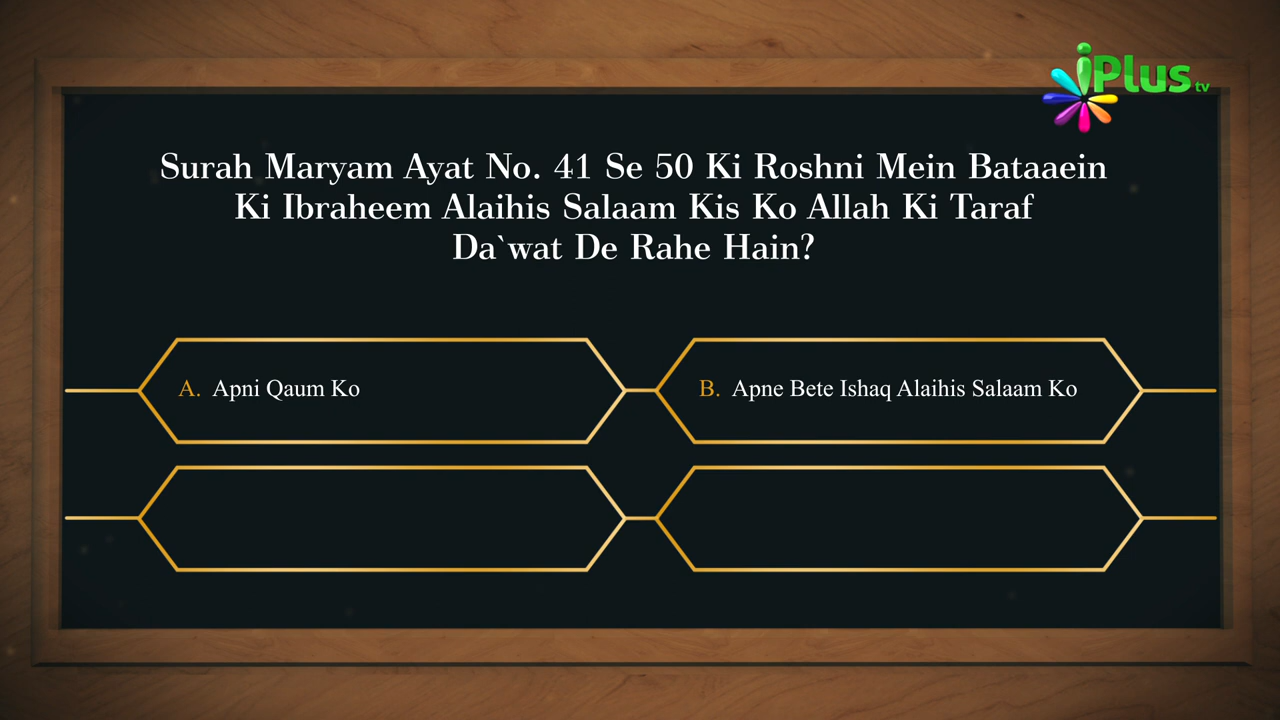 iPlus tv
Surah Maryam Ayat No. 41 Se 50 Ki Roshni Mein Bataaein
Ki Ibraheem Alaihis Salaam Kis Ko Allah Ki Taraf
Da`wat De Rahe Hain?
A. Apni Qaum Ko
B. Apne Bete Ishaq Alaihis Salaam Ko